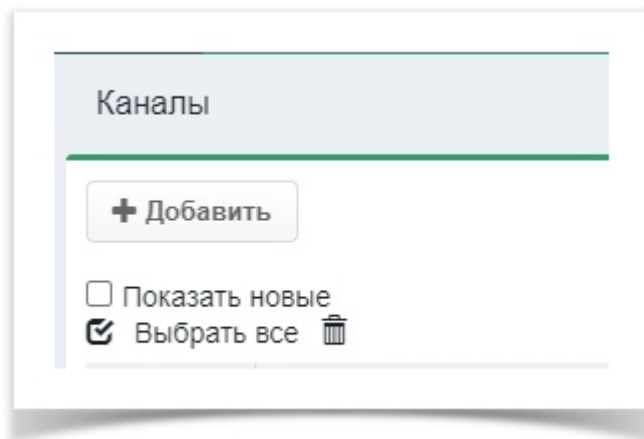 Каналы
Добавить
Показать новые
Выбрать все